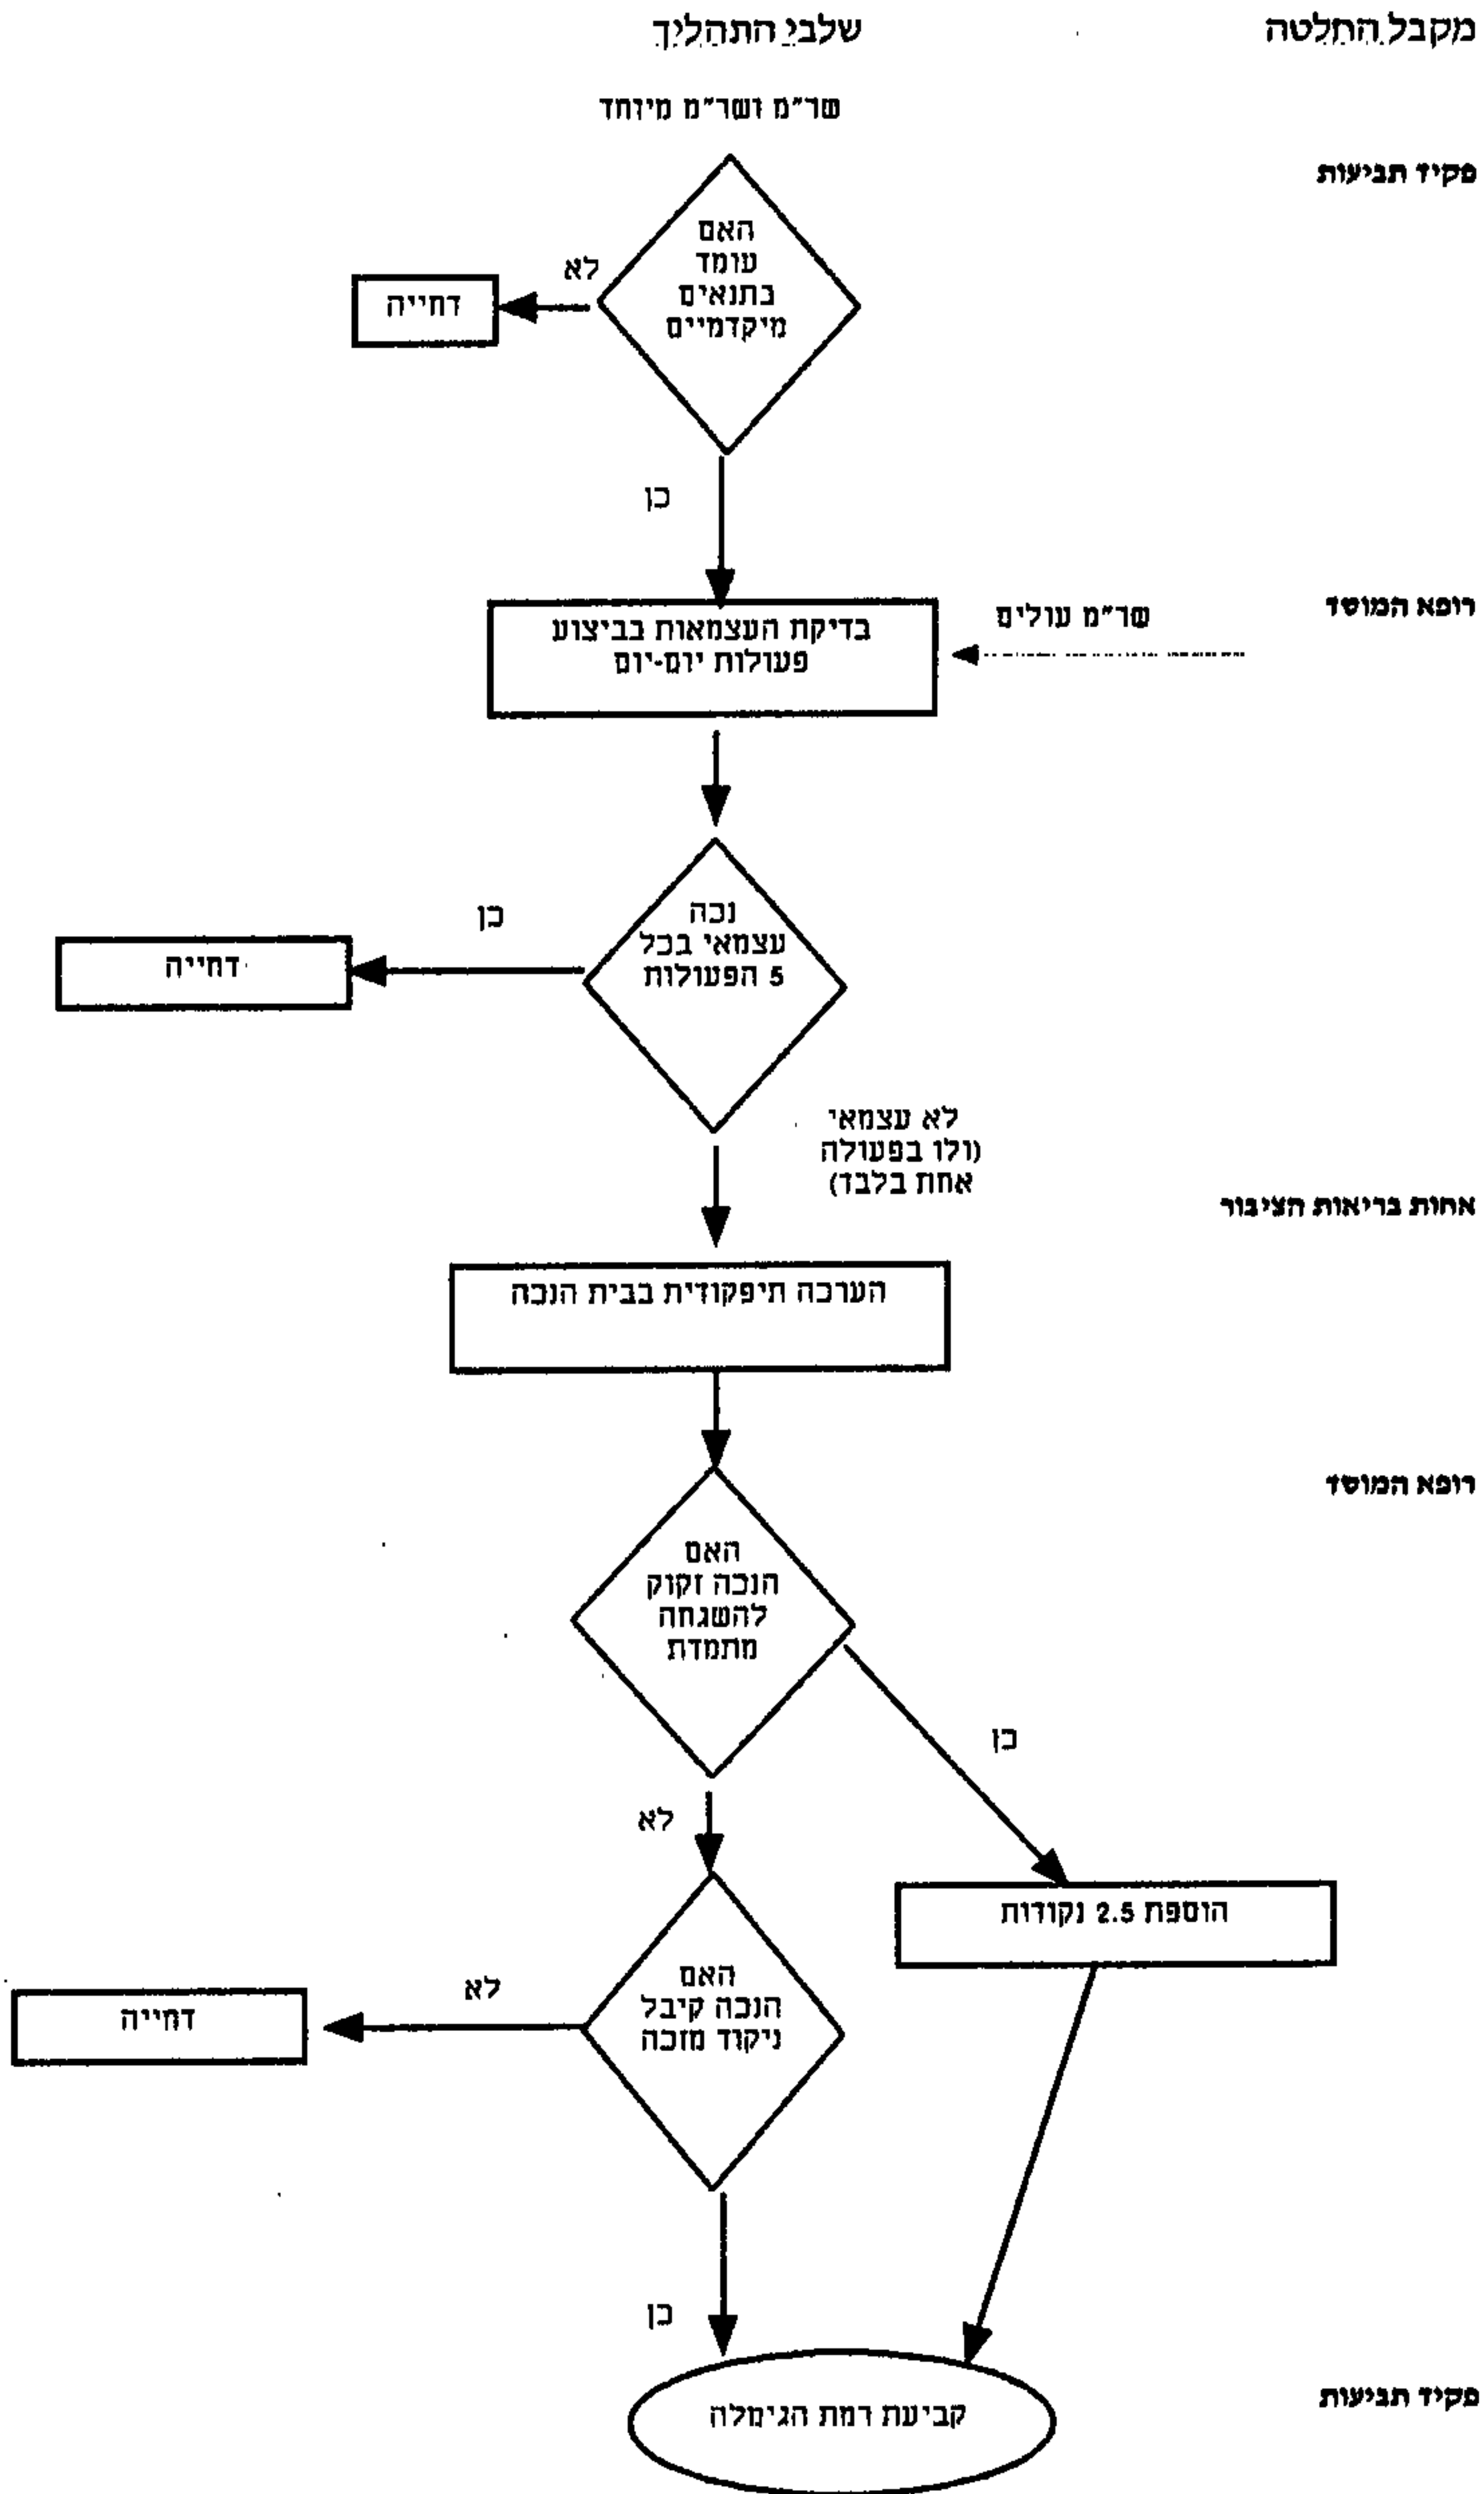 מקבל החלטה
שלבי התהליך
שר"מ ושר"מ מיוחד
פקיד תביעות
האם
עומד
בתנאים
מיקדמיים
לא
דחייה
כן
רופא המוסד
שר"מ עולים
בדיקת העצמאות בביצוע
פעולות יום-יום
נכה
עצמאי בכל
5 הפעולות
כן
דחייה
לא עצמאי
(ולו בפעולה
אחת בלבד)
אחות בריאות הציבור
הערכה תיפקודית בבית הנכה
רופא המוסד
האם
הנכה זקוק
להשגחה
מתמדת
כן
לא
הוספת 2.5 נקודות
האם
הנכה קיבל
ניקוד מזכה
לא
דחייה
כן
פקיד תביעות
קביעת רמת הגימלה